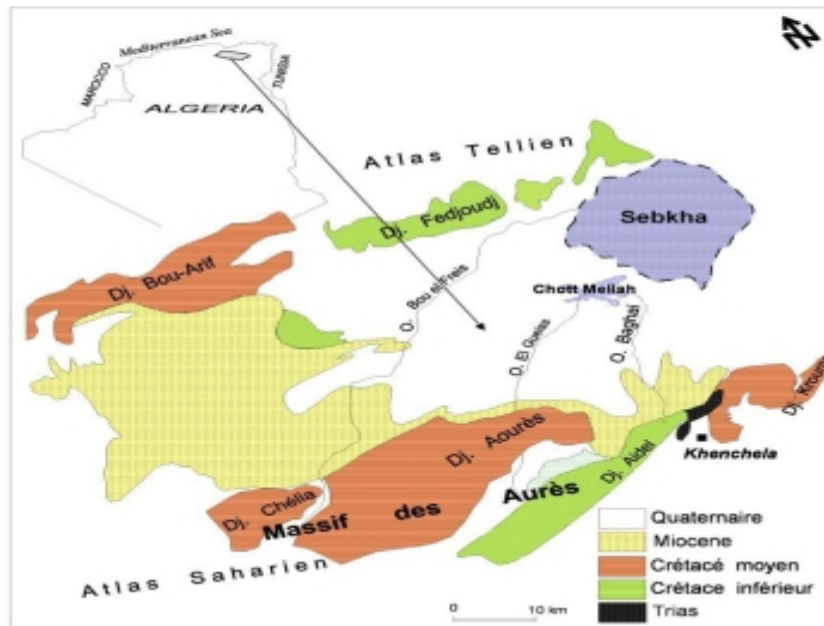 Mediterranean Sea
MAROCCO
TUNISIA
ALGERIA
N
Atlas Tellien
Dj. Fedjoudj
Sebkha
Dj. Bou-Arif
O. Bou el Freis
Chott Mellah
O. El Gueiss
O. Baghai
Dj. Aourès
Dj. Aidel
Khenchela
Dj. Chélia
Massif des Aurès
Atlas Saharien
0 10 km
Quaternaire
Miocene
Crétacé moyen
Crétace inférieur
Trias